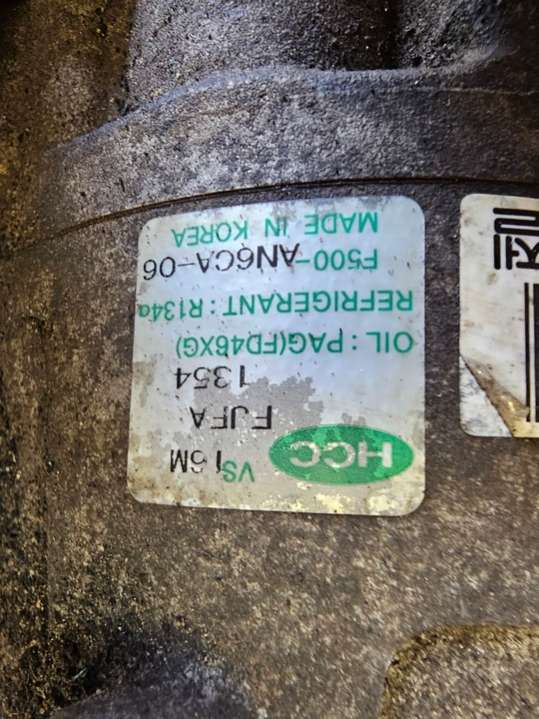 HCC VS16M
FJFA
1354
OIL : PAG(FD46XG)
REFRIGERANT : R134a
F500-AN6CA-06
MADE IN KOREA